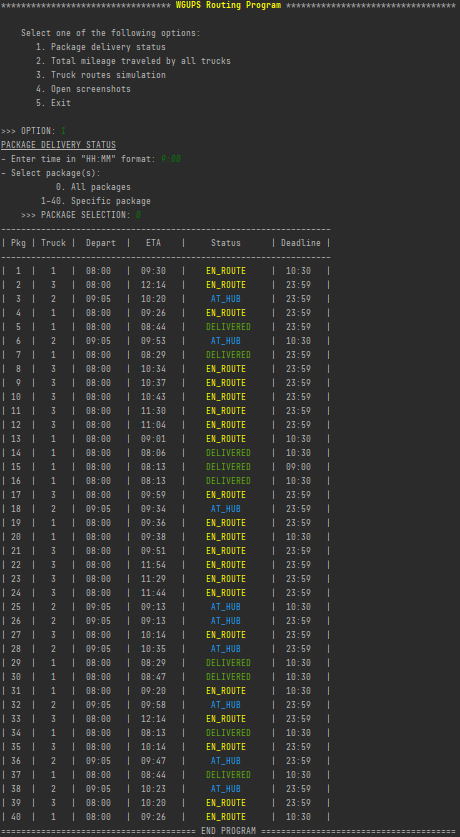 ********************************** WGUPS Routing Program **********************************
Select one of the following options:
1. Package delivery status
2. Total mileage traveled by all trucks
3. Truck routes simulation
4. Open screenshots
5. Exit
>>> OPTION: 1
PACKAGE DELIVERY STATUS
- Enter time in "HH:MM" format: 9:00
- Select package(s):
0. All packages
1-40. Specific package
>>> PACKAGE SELECTION: 0
------------------------------------------------------------------
| Pkg | Truck | Depart | ETA | Status | Deadline |
------------------------------------------------------------------
| 1 | 1 | 08:00 | 09:30 | EN_ROUTE | 10:30 |
| 2 | 3 | 08:00 | 12:14 | EN_ROUTE | 23:59 |
| 3 | 2 | 09:05 | 10:20 | AT_HUB | 23:59 |
| 4 | 1 | 08:00 | 09:26 | EN_ROUTE | 23:59 |
| 5 | 1 | 08:00 | 08:44 | DELIVERED | 23:59 |
| 6 | 2 | 09:05 | 09:53 | AT_HUB | 10:30 |
| 7 | 1 | 08:00 | 08:29 | DELIVERED | 23:59 |
| 8 | 3 | 08:00 | 10:34 | EN_ROUTE | 23:59 |
| 9 | 3 | 08:00 | 10:37 | EN_ROUTE | 23:59 |
| 10 | 3 | 08:00 | 10:43 | EN_ROUTE | 23:59 |
| 11 | 3 | 08:00 | 11:30 | EN_ROUTE | 23:59 |
| 12 | 3 | 08:00 | 11:04 | EN_ROUTE | 23:59 |
| 13 | 1 | 08:00 | 09:01 | EN_ROUTE | 10:30 |
| 14 | 1 | 08:00 | 08:06 | DELIVERED | 10:30 |
| 15 | 1 | 08:00 | 08:13 | DELIVERED | 09:00 |
| 16 | 1 | 08:00 | 08:13 | DELIVERED | 10:30 |
| 17 | 3 | 08:00 | 09:59 | EN_ROUTE | 23:59 |
| 18 | 2 | 09:05 | 09:34 | AT_HUB | 23:59 |
| 19 | 1 | 08:00 | 09:36 | EN_ROUTE | 23:59 |
| 20 | 1 | 08:00 | 09:38 | EN_ROUTE | 10:30 |
| 21 | 3 | 08:00 | 09:51 | EN_ROUTE | 23:59 |
| 22 | 3 | 08:00 | 11:54 | EN_ROUTE | 23:59 |
| 23 | 3 | 08:00 | 11:29 | EN_ROUTE | 23:59 |
| 24 | 3 | 08:00 | 11:44 | EN_ROUTE | 23:59 |
| 25 | 2 | 09:05 | 09:13 | AT_HUB | 10:30 |
| 26 | 2 | 09:05 | 09:13 | AT_HUB | 23:59 |
| 27 | 3 | 08:00 | 10:14 | EN_ROUTE | 23:59 |
| 28 | 2 | 09:05 | 10:35 | AT_HUB | 23:59 |
| 29 | 1 | 08:00 | 08:29 | DELIVERED | 10:30 |
| 30 | 1 | 08:00 | 08:47 | DELIVERED | 10:30 |
| 31 | 1 | 08:00 | 09:20 | EN_ROUTE | 10:30 |
| 32 | 2 | 09:05 | 09:58 | AT_HUB | 23:59 |
| 33 | 3 | 08:00 | 12:14 | EN_ROUTE | 23:59 |
| 34 | 1 | 08:00 | 08:13 | DELIVERED | 10:30 |
| 35 | 3 | 08:00 | 10:14 | EN_ROUTE | 23:59 |
| 36 | 2 | 09:05 | 09:47 | AT_HUB | 23:59 |
| 37 | 1 | 08:00 | 08:44 | DELIVERED | 10:30 |
| 38 | 2 | 09:05 | 10:23 | AT_HUB | 23:59 |
| 39 | 3 | 08:00 | 10:20 | EN_ROUTE | 23:59 |
| 40 | 1 | 08:00 | 09:26 | EN_ROUTE | 10:30 |
======================================= END PROGRAM =======================================